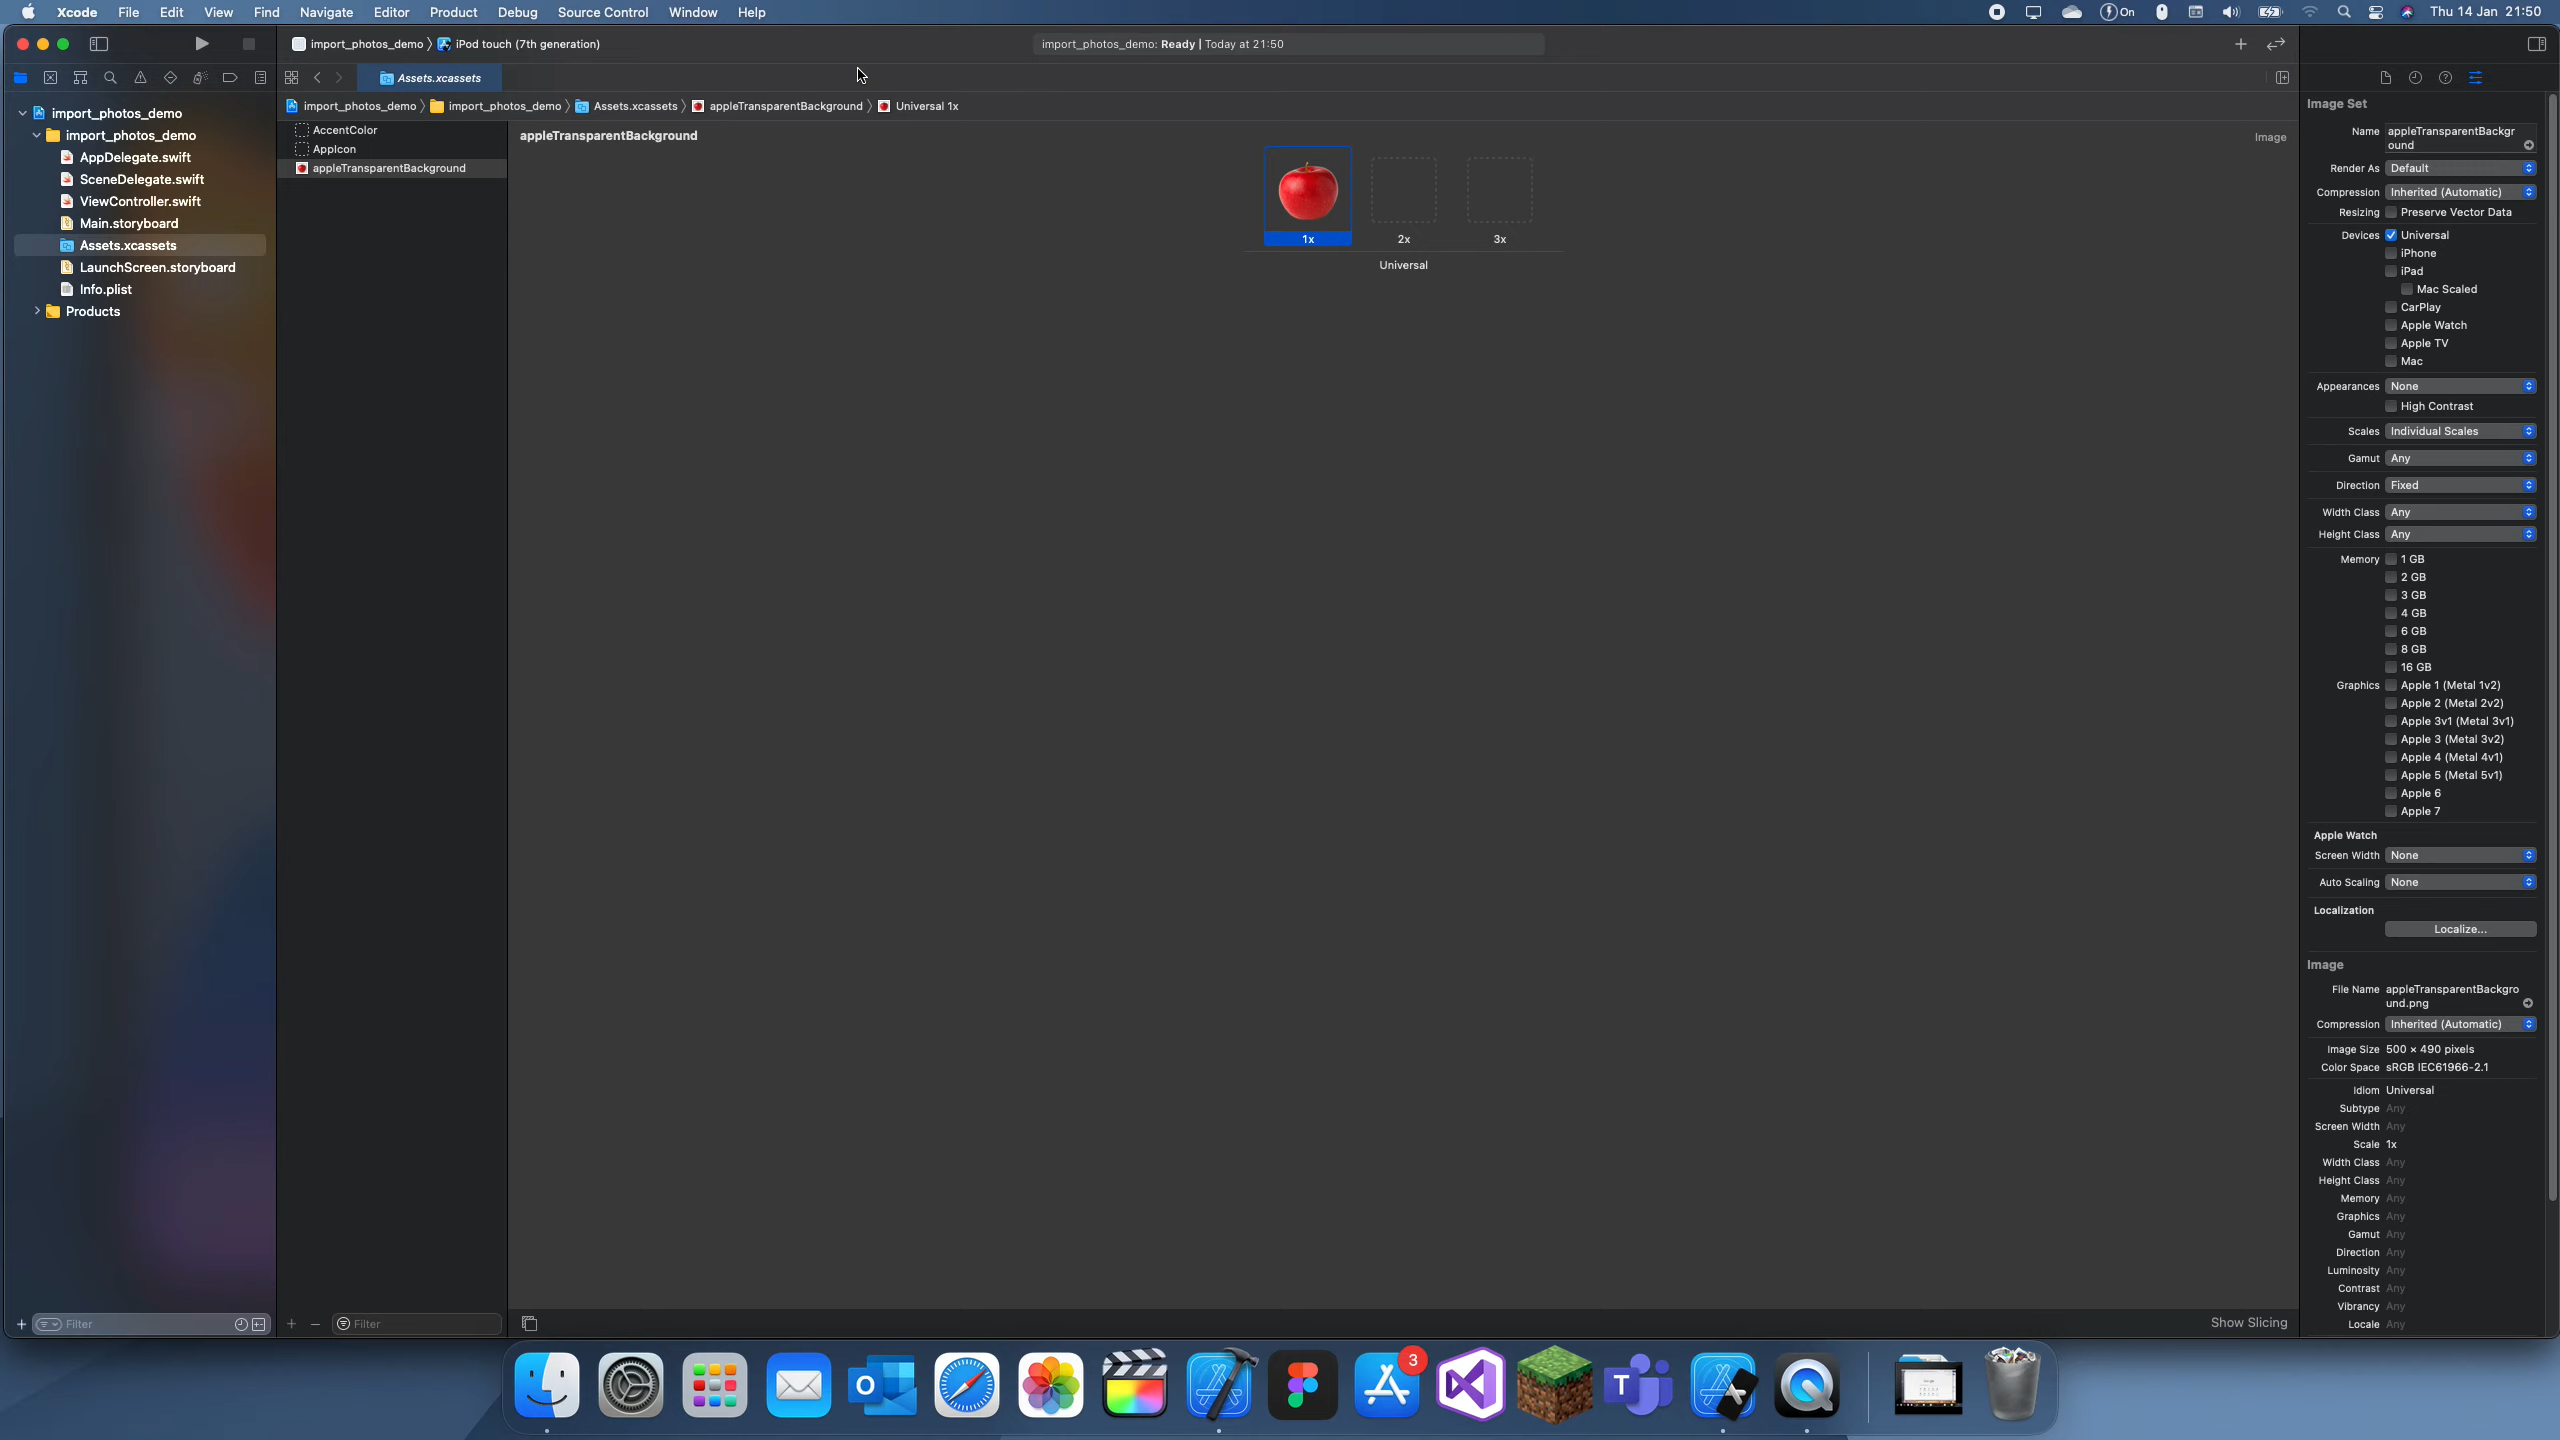 Xcode File Edit View Find Navigate Editor Product Debug Source Control Window Help
On Thu 14 Jan 21:50
import_photos_demo iPod touch (7th generation)
import_photos_demo: Ready | Today at 21:50
Assets.xcassets
import_photos_demo import_photos_demo Assets.xcassets appleTransparentBackground Universal 1x
import_photos_demo
import_photos_demo
AppDelegate.swift
SceneDelegate.swift
ViewController.swift
Main.storyboard
Assets.xcassets
LaunchScreen.storyboard
Info.plist
Products
Filter
AccentColor
AppIcon
appleTransparentBackground
Filter
appleTransparentBackground
Image
1x 2x 3x
Universal
Show Slicing
Image Set
Name appleTransparentBackgr
ound
Render As Default
Compression Inherited (Automatic)
Resizing Preserve Vector Data
Devices Universal
iPhone
iPad
Mac Scaled
CarPlay
Apple Watch
Apple TV
Mac
Appearances None
High Contrast
Scales Individual Scales
Gamut Any
Direction Fixed
Width Class Any
Height Class Any
Memory 1 GB
2 GB
3 GB
4 GB
6 GB
8 GB
16 GB
Graphics Apple 1 (Metal 1v2)
Apple 2 (Metal 2v2)
Apple 3v1 (Metal 3v1)
Apple 3 (Metal 3v2)
Apple 4 (Metal 4v1)
Apple 5 (Metal 5v1)
Apple 6
Apple 7
Apple Watch
Screen Width None
Auto Scaling None
Localization
Localize...
Image
File Name appleTransparentBackgro
und.png
Compression Inherited (Automatic)
Image Size 500 × 490 pixels
Color Space sRGB IEC61966-2.1
Idiom Universal
Subtype Any
Screen Width Any
Scale 1x
Width Class Any
Height Class Any
Memory Any
Graphics Any
Gamut Any
Direction Any
Luminosity Any
Contrast Any
Vibrancy Any
Locale Any
3
O
T